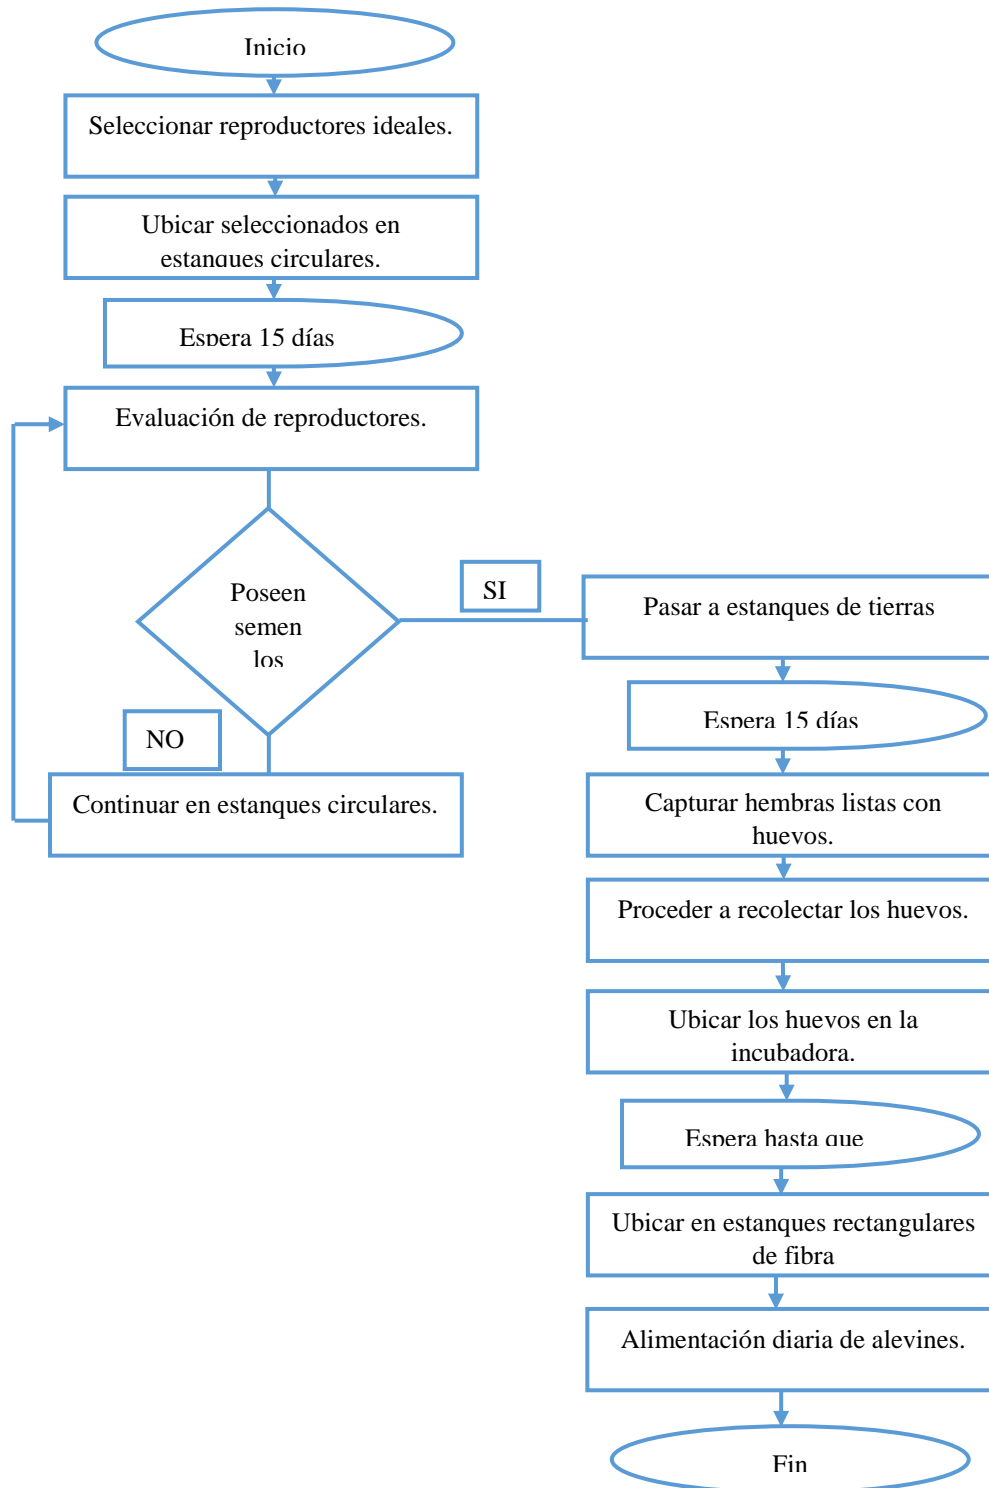 Inicio
Seleccionar reproductores ideales.
Ubicar seleccionados en
estanques circulares.
Espera 15 días
Evaluación de reproductores.
Poseen
semen
los
NO
Continuar en estanques circulares.
SI
Pasar a estanques de tierras
Espera 15 días
Capturar hembras listas con
huevos.
Proceder a recolectar los huevos.
Ubicar los huevos en la
incubadora.
Espera hasta que
Ubicar en estanques rectangulares
de fibra
Alimentación diaria de alevines.
Fin